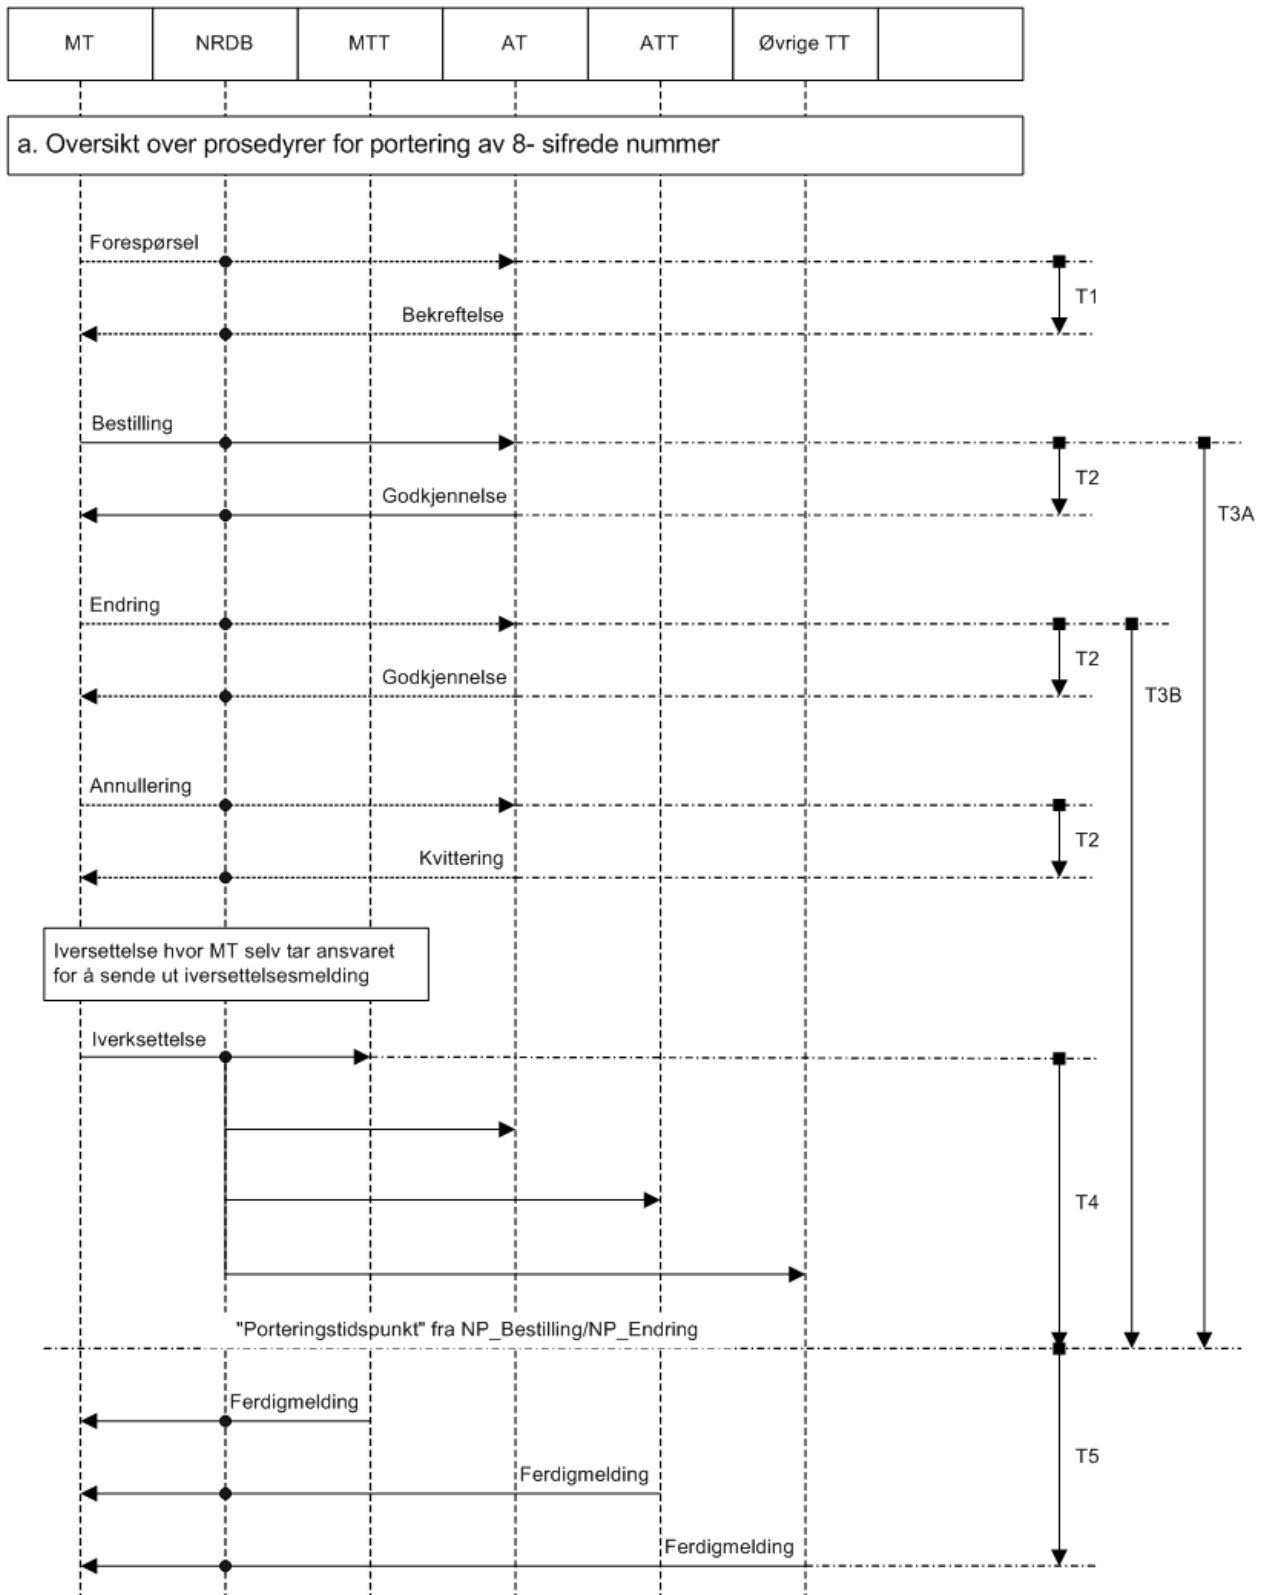 MT NRDB MTT AT ATT Øvrige TT
a. Oversikt over prosedyrer for portering av 8- sifrede nummer
Forespørsel
T1
Bekreftelse
Bestilling
T2
Godkjennelse
T3A
Endring
T2
Godkjennelse
T3B
Annullering
T2
Kvittering
Iversettelse hvor MT selv tar ansvaret
for å sende ut iversettelsesmelding
Iverksettelse
T4
"Porteringstidspunkt" fra NP_Bestilling/NP_Endring
Ferdigmelding
T5
Ferdigmelding
Ferdigmelding